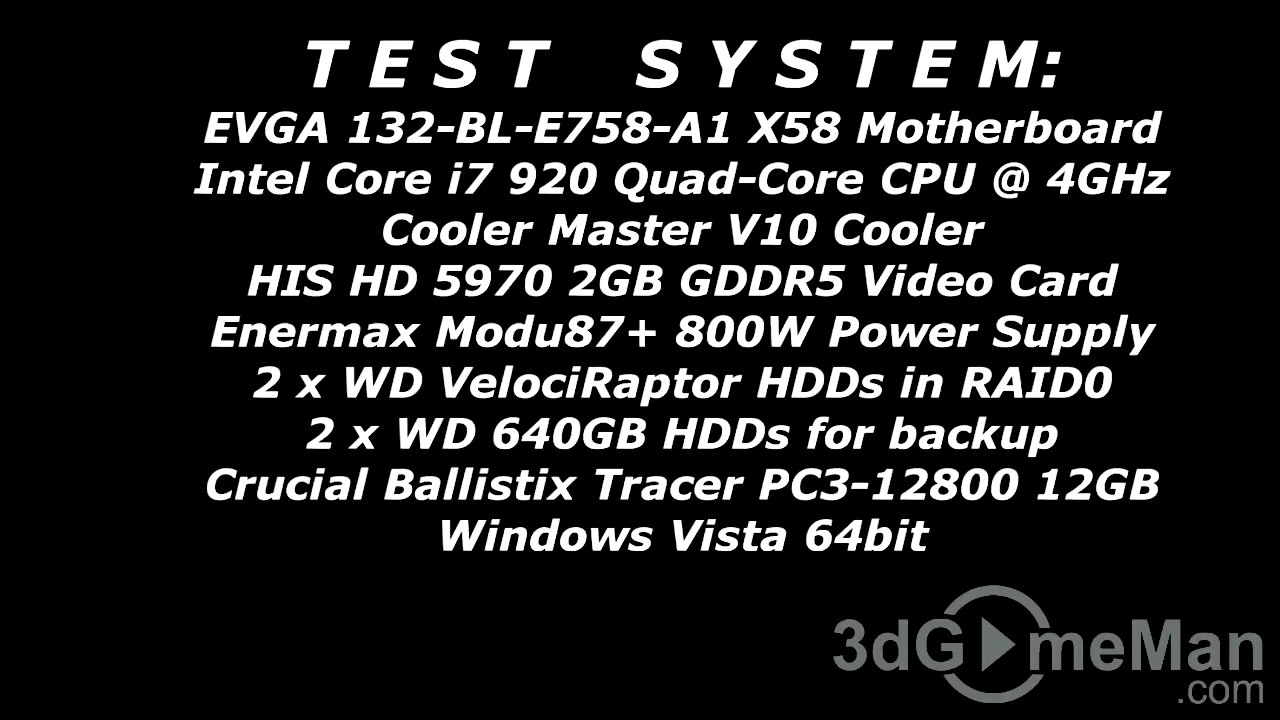 TEST SYSTEM:
EVGA 132-BL-E758-A1 X58 Motherboard
Intel Core i7 920 Quad-Core CPU @ 4GHz
Cooler Master V10 Cooler
HIS HD 5970 2GB GDDR5 Video Card
Enermax Modu87+ 800W Power Supply
2 x WD VelociRaptor HDDs in RAID0
2 x WD 640GB HDDs for backup
Crucial Ballistix Tracer PC3-12800 12GB
Windows Vista 64bit
3dGameMan
.com